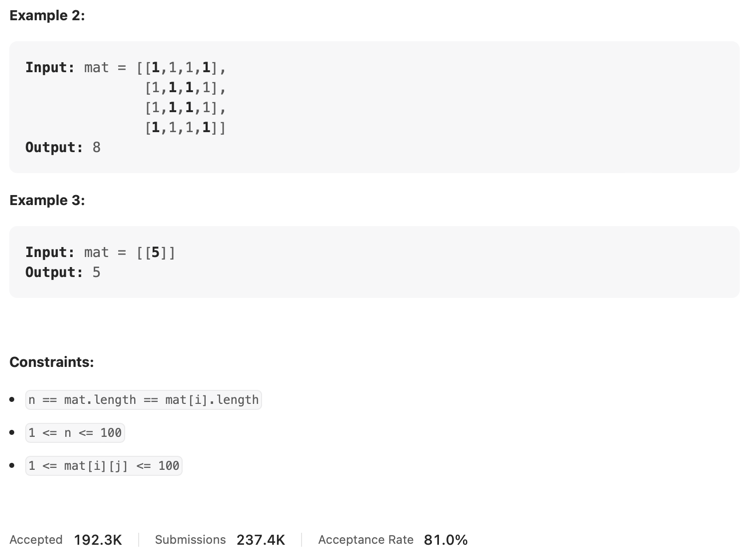 Example 2:
Input: mat = [[1,1,1,1],
[1,1,1,1],
[1,1,1,1],
[1,1,1,1]]
Output: 8
Example 3:
Input: mat = [[5]]
Output: 5
Constraints:
• n == mat.length == mat[i].length
• 1 <= n <= 100
• 1 <= mat[i][j] <= 100
Accepted 192.3K Submissions 237.4K Acceptance Rate 81.0%